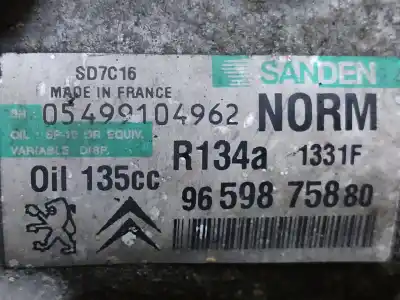 SD7C16
SANDEN
MADE IN FRANCE
SN: 05499104962 NORM
OIL : SP-10 OR EQUIV.
VARIABLE DISP.
R134a 1331F
Oil 135cc
96 598 758 80